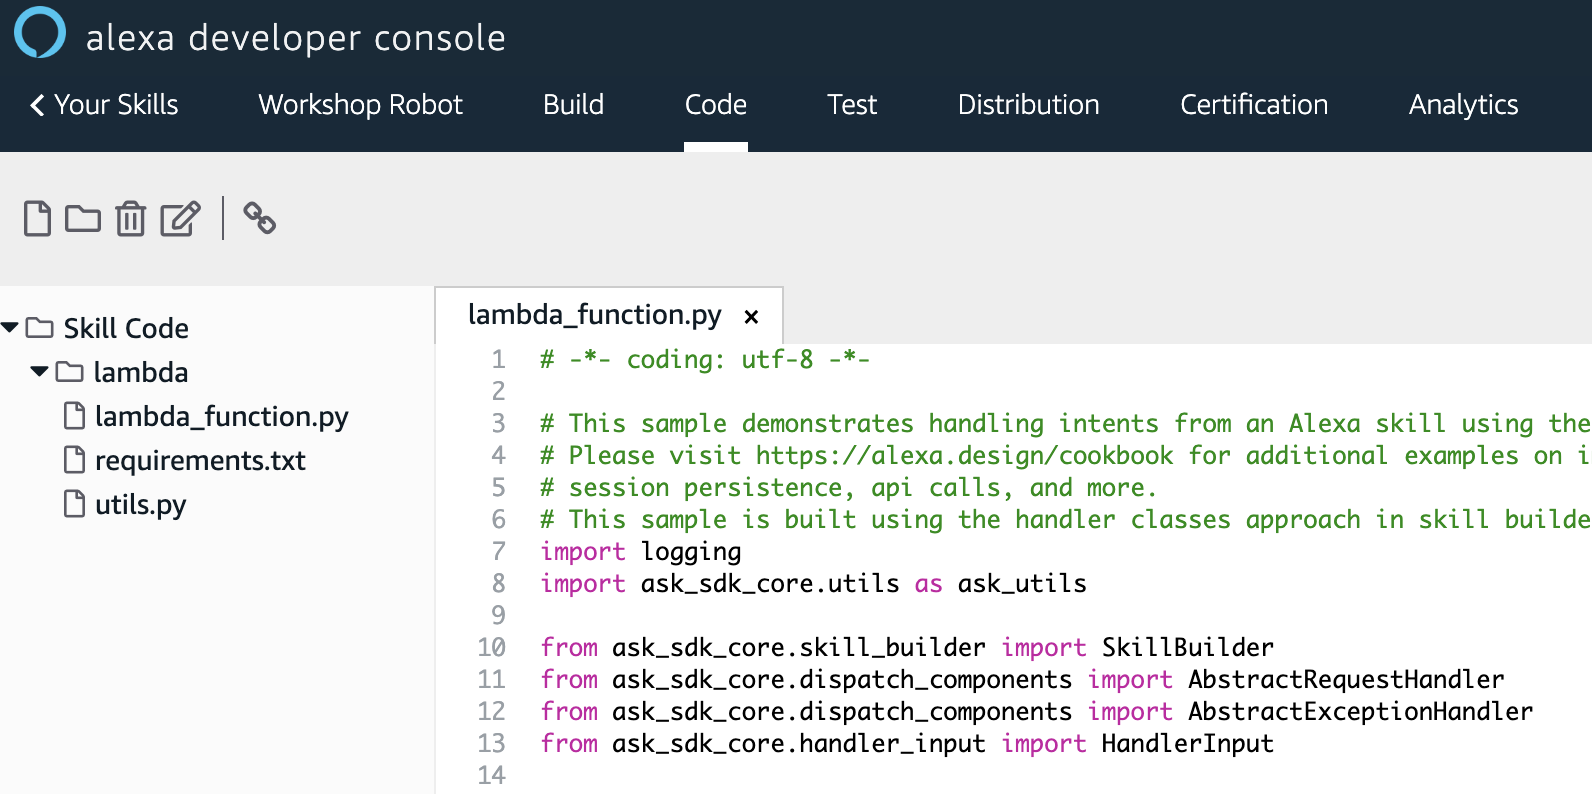 alexa developer console
Your Skills Workshop Robot Build Code Test Distribution Certification Analytics
Skill Code
lambda
lambda_function.py
requirements.txt
utils.py
lambda_function.py x
1 # -*- coding: utf-8 -*-
2
3 # This sample demonstrates handling intents from an Alexa skill using the
4 # Please visit https://alexa.design/cookbook for additional examples on i
5 # session persistence, api calls, and more.
6 # This sample is built using the handler classes approach in skill builde
7 import logging
8 import ask_sdk_core.utils as ask_utils
9
10 from ask_sdk_core.skill_builder import SkillBuilder
11 from ask_sdk_core.dispatch_components import AbstractRequestHandler
12 from ask_sdk_core.dispatch_components import AbstractExceptionHandler
13 from ask_sdk_core.handler_input import HandlerInput
14